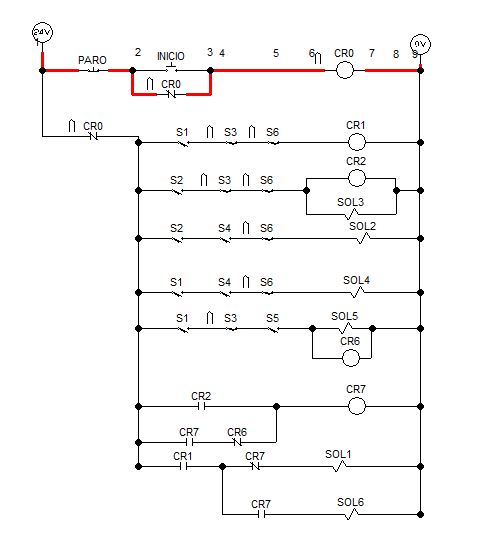 24V
0V
PARO 2 INICIO 3 4 5 6 CR0 7 8 9
1
CR0
CR0
S1 S3 S6 CR1
CR2
S2 S3 S6
SOL3
S2 S4 S6 SOL2
S1 S4 S6 SOL4
S1 S3 S5 SOL5
CR6
CR2 CR7
CR7 CR6
CR1 CR7 SOL1
CR7 SOL6